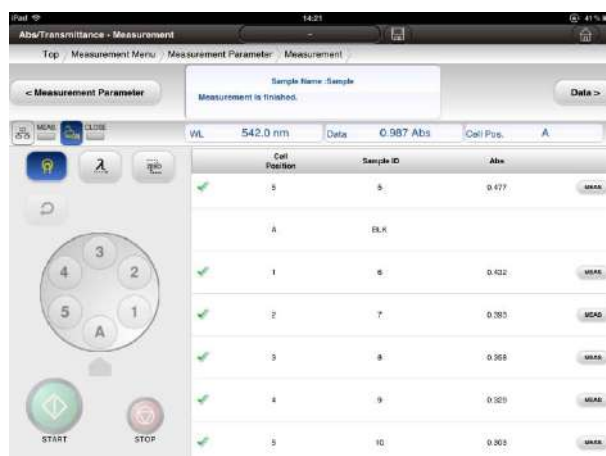 iPad 14:21 41%
Abs/Transmittance - Measurement -
Top Measurement Menu Measurement Parameter Measurement
< Measurement Parameter
Sample Name :Sample
Measurement is finished.
Data >
MEAS. CLOSE
WL 542.0 nm Data 0.987 Abs Cell Pos. A
λ
Cell Position Sample ID Abs
5 5 0.477 MEAS
A BLK
1 6 0.432 MEAS
2 7 0.393 MEAS
3 8 0.368 MEAS
4 9 0.329 MEAS
5 10 0.303 MEAS
3
4 2
5 1
A
START STOP